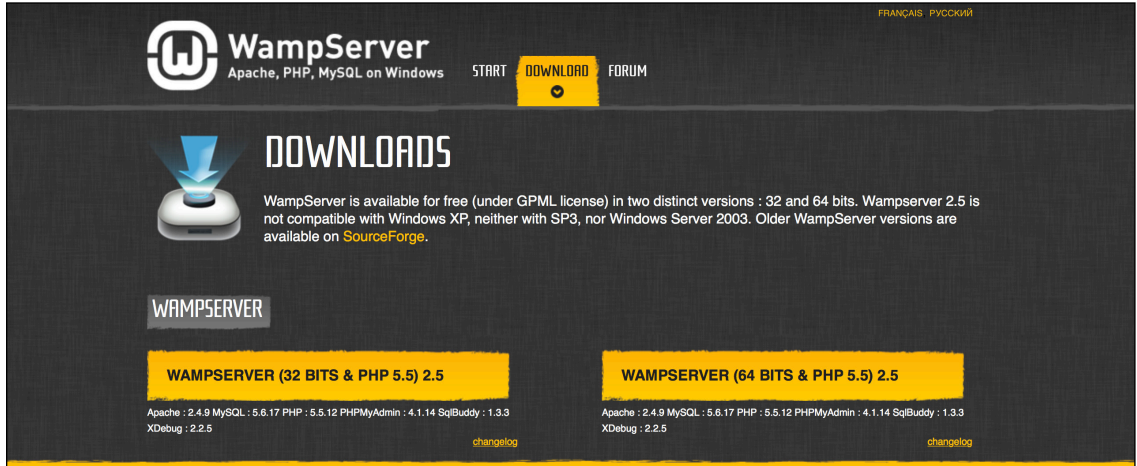 FRANÇAIS РУССКИЙ
WampServer
Apache, PHP, MySQL on Windows
START DOWNLOAD FORUM
DOWNLOADS
WampServer is available for free (under GPML license) in two distinct versions : 32 and 64 bits. Wampserver 2.5 is
not compatible with Windows XP, neither with SP3, nor Windows Server 2003. Older WampServer versions are
available on SourceForge.
WAMPSERVER
WAMPSERVER (32 BITS & PHP 5.5) 2.5
Apache : 2.4.9 MySQL : 5.6.17 PHP : 5.5.12 PHPMyAdmin : 4.1.14 SqlBuddy : 1.3.3
XDebug : 2.2.5
changelog
WAMPSERVER (64 BITS & PHP 5.5) 2.5
Apache : 2.4.9 MySQL : 5.6.17 PHP : 5.5.12 PHPMyAdmin : 4.1.14 SqlBuddy : 1.3.3
XDebug : 2.2.5
changelog